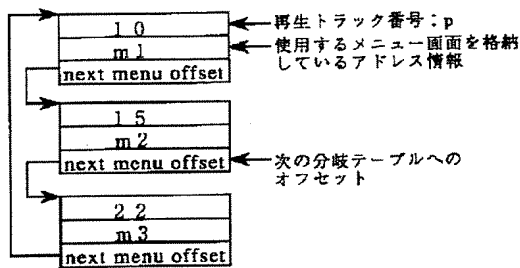 10
m1
next menu offset
再生トラック番号：p
使用するメニュー画面を格納
しているアドレス情報
15
m2
next menu offset
次の分岐テーブルへの
オフセット
22
m3
next menu offset